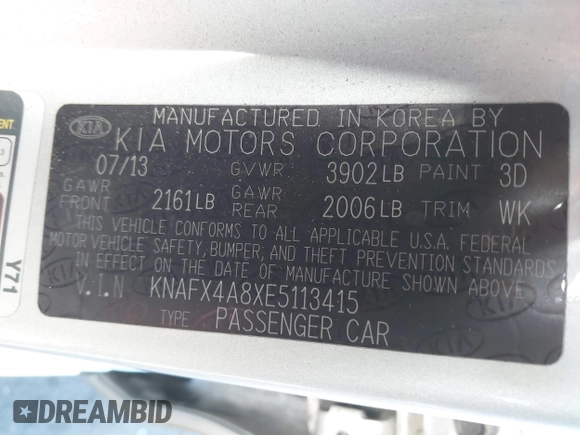 MANUFACTURED IN KOREA BY
KIA KIA MOTORS CORPORATION
07/13 GVWR 3902LB PAINT 3D
GAWR FRONT 2161LB GAWR REAR 2006LB TRIM WK
THIS VEHICLE CONFORMS TO ALL APPLICABLE U.S.A. FEDERAL
MOTOR VEHICLE SAFETY, BUMPER, AND THEFT PREVENTION STANDARDS
IN EFFECT ON THE DATE OF MANUFACTURE SHOWN ABOVE
V.I.N KNAFX4A8XE5113415
TYPE PASSENGER CAR
Y71
DREAMBID